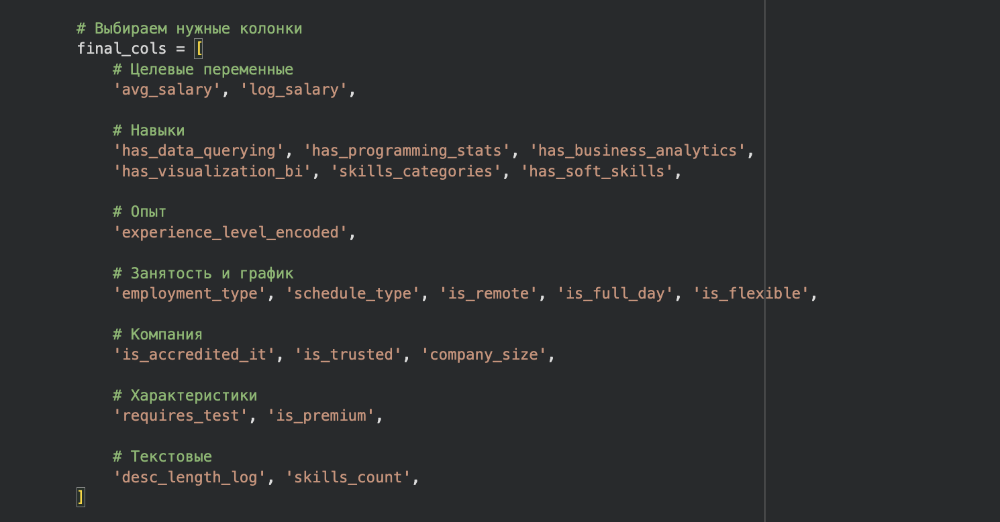 # Выбираем нужные колонки
final_cols = [
# Целевые переменные
'avg_salary', 'log_salary',
# Навыки
'has_data_querying', 'has_programming_stats', 'has_business_analytics',
'has_visualization_bi', 'skills_categories', 'has_soft_skills',
# Опыт
'experience_level_encoded',
# Занятость и график
'employment_type', 'schedule_type', 'is_remote', 'is_full_day', 'is_flexible',
# Компания
'is_accredited_it', 'is_trusted', 'company_size',
# Характеристики
'requires_test', 'is_premium',
# Текстовые
'desc_length_log', 'skills_count',
]